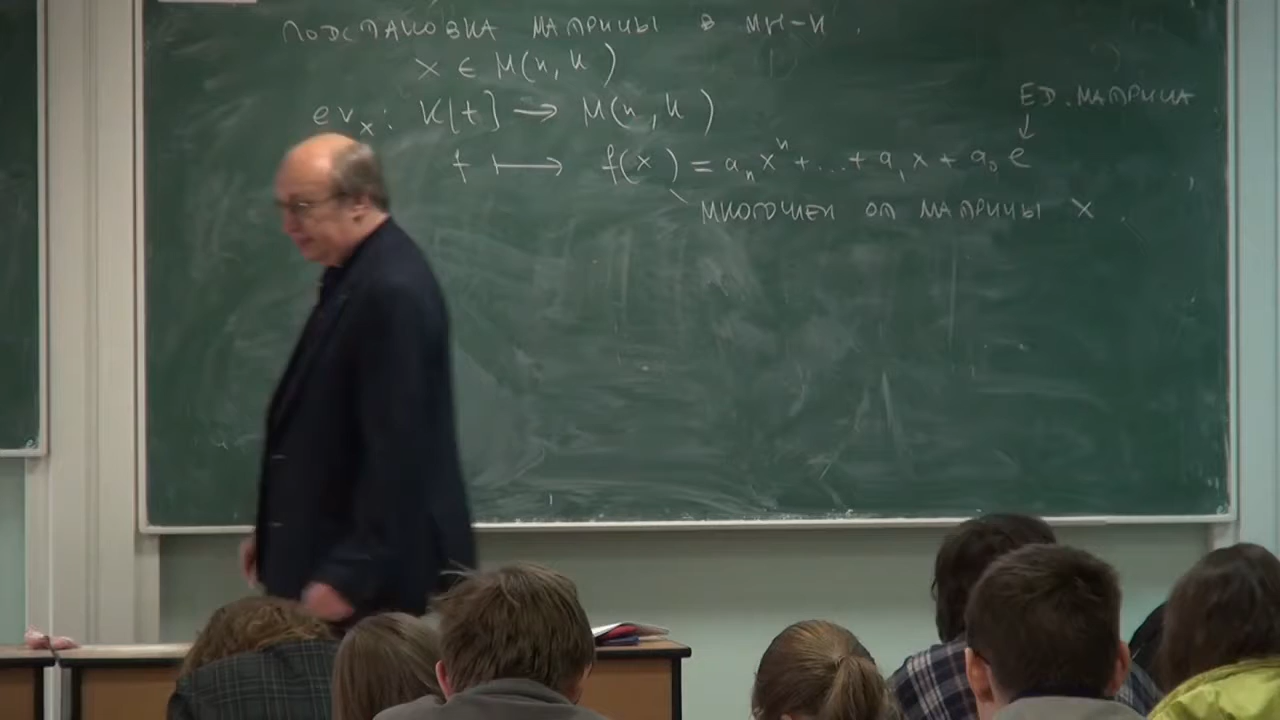 ПОДСТАНОВКА МАТРИЦЫ В МН-Н.
x ∈ M(n, K)
ev_x: K[t] → M(n, K)
ЕД. МАТРИЦА
↓
f ↦ f(x) = a_n x^n + ... + a_1 x + a_0 e
МНОГОЧЛЕН ОТ МАТРИЦЫ x.